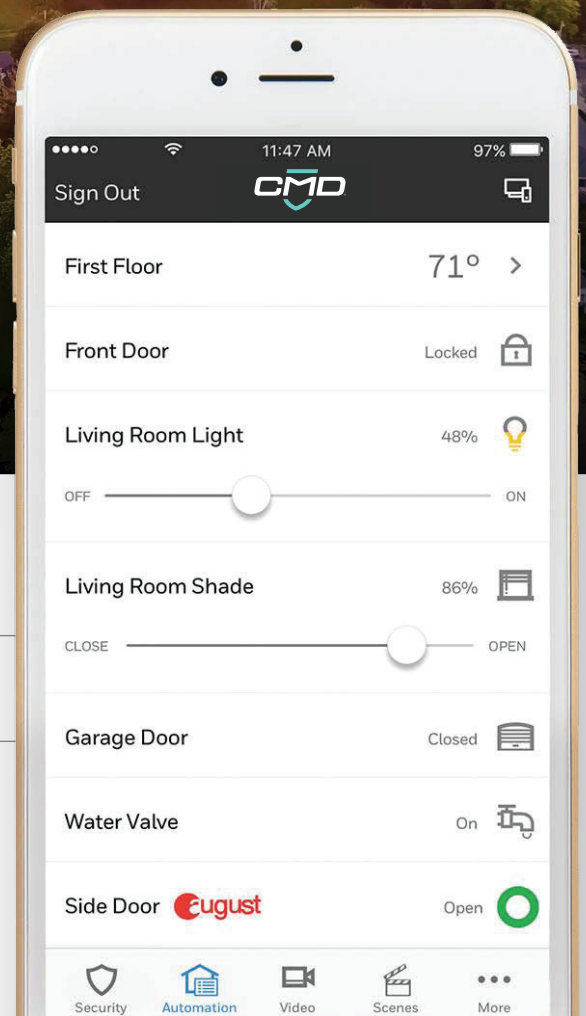 11:47 AM 97%
Sign Out CMD
First Floor 71°
Front Door Locked
Living Room Light 48%
OFF ON
Living Room Shade 86%
CLOSE OPEN
Garage Door Closed
Water Valve On
Side Door august Open
Security Automation Video Scenes More